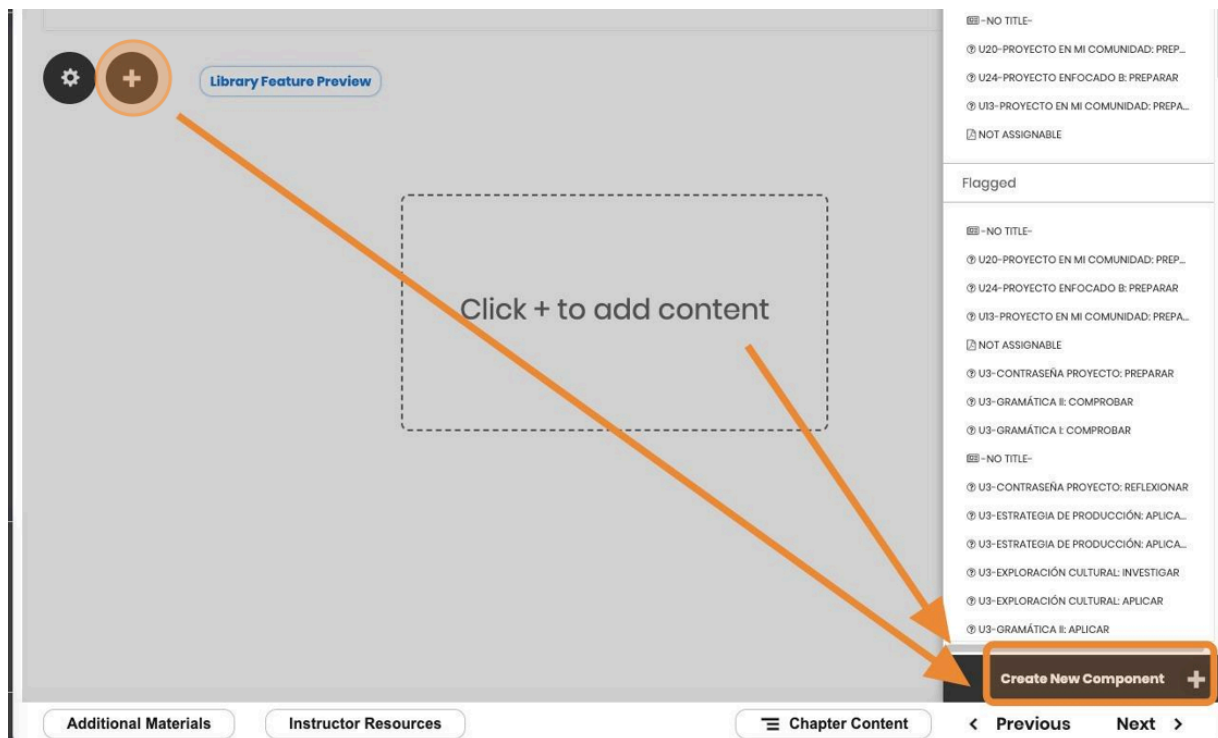 Library Feature Preview
Click + to add content
-NO TITLE-
U20-PROYECTO EN MI COMUNIDAD: PREP...
U24-PROYECTO ENFOCADO B: PREPARAR
U13-PROYECTO EN MI COMUNIDAD: PREPA...
NOT ASSIGNABLE
Flagged
-NO TITLE-
U20-PROYECTO EN MI COMUNIDAD: PREP...
U24-PROYECTO ENFOCADO B: PREPARAR
U13-PROYECTO EN MI COMUNIDAD: PREPA...
NOT ASSIGNABLE
U3-CONTRASEÑA PROYECTO: PREPARAR
U3-GRAMÁTICA II: COMPROBAR
U3-GRAMÁTICA I: COMPROBAR
-NO TITLE-
U3-CONTRASEÑA PROYECTO: REFLEXIONAR
U3-ESTRATEGIA DE PRODUCCIÓN: APLICA...
U3-ESTRATEGIA DE PRODUCCIÓN: APLICA...
U3-EXPLORACIÓN CULTURAL: INVESTIGAR
U3-EXPLORACIÓN CULTURAL: APLICAR
U3-GRAMÁTICA II: APLICAR
Create New Component +
Additional Materials
Instructor Resources
Chapter Content
< Previous
Next >